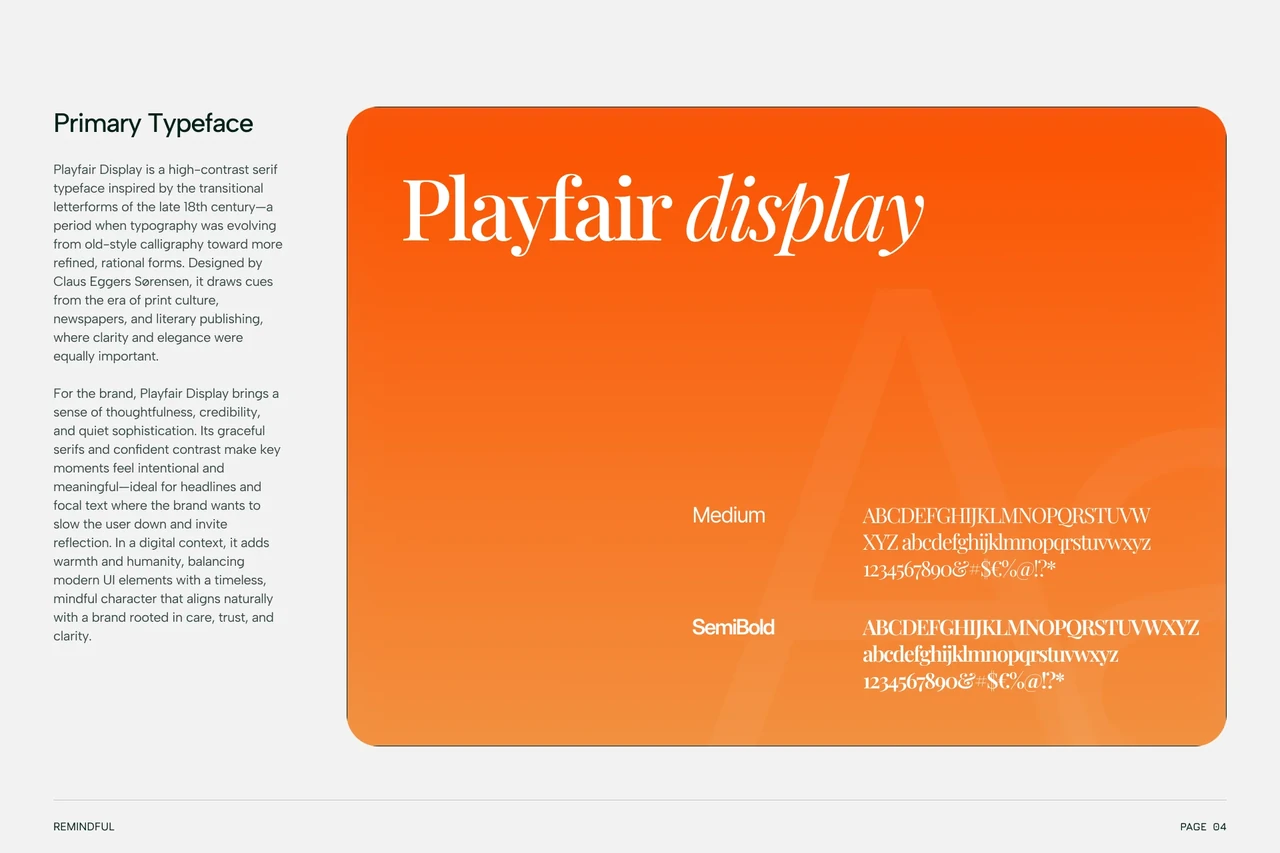 Primary Typeface
Playfair Display is a high-contrast serif
typeface inspired by the transitional
letterforms of the late 18th century—a
period when typography was evolving
from old-style calligraphy toward more
refined, rational forms. Designed by
Claus Eggers Sørensen, it draws cues
from the era of print culture,
newspapers, and literary publishing,
where clarity and elegance were
equally important.
For the brand, Playfair Display brings a
sense of thoughtfulness, credibility,
and quiet sophistication. Its graceful
serifs and confident contrast make key
moments feel intentional and
meaningful—ideal for headlines and
focal text where the brand wants to
slow the user down and invite
reflection. In a digital context, it adds
warmth and humanity, balancing
modern UI elements with a timeless,
mindful character that aligns naturally
with a brand rooted in care, trust, and
clarity.
Playfair display
Aa
Medium
ABCDEFGHIJKLMNOPQRSTUVW
XYZ abcdefghijklmnopqrstuvwxyz
1234567890&#$€%@!?*
SemiBold
ABCDEFGHIJKLMNOPQRSTUVWXYZ
abcdefghijklmnopqrstuvwxyz
1234567890&#$€%@!?*
REMINDFUL
PAGE 04